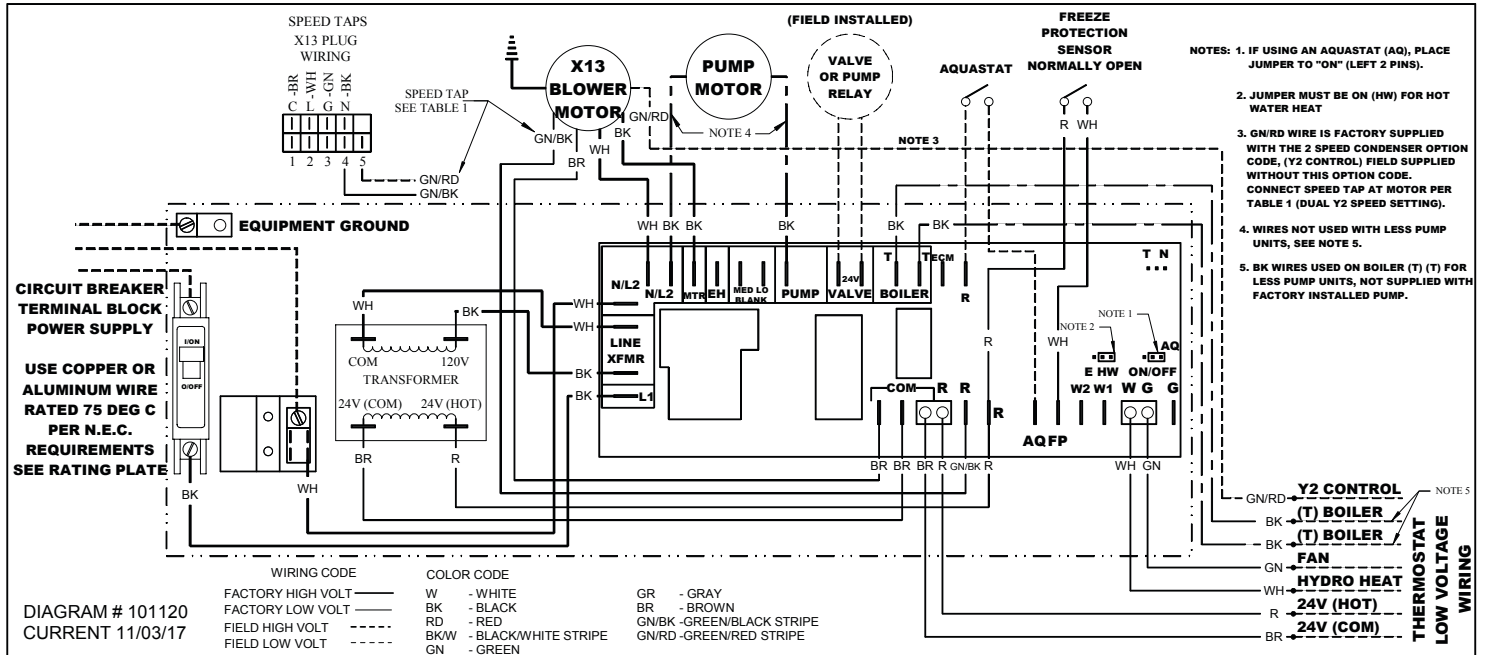 SPEED TAPS
X13 PLUG
WIRING
C -BR
L -WH
G -GN
N -BK
1 2 3 4 5
GN/RD
GN/BK
SPEED TAP
SEE TABLE 1
X13
BLOWER
MOTOR
GN/BK
BR
WH
BK
GN/RD
PUMP
MOTOR
NOTE 4
(FIELD INSTALLED)
VALVE
OR PUMP
RELAY
AQUASTAT
FREEZE
PROTECTION
SENSOR
NORMALLY OPEN
R WH
NOTE 3
NOTES: 1. IF USING AN AQUASTAT (AQ), PLACE
JUMPER TO "ON" (LEFT 2 PINS).
2. JUMPER MUST BE ON (HW) FOR HOT
WATER HEAT
3. GN/RD WIRE IS FACTORY SUPPLIED
WITH THE 2 SPEED CONDENSER OPTION
CODE, (Y2 CONTROL) FIELD SUPPLIED
WITHOUT THIS OPTION CODE.
CONNECT SPEED TAP AT MOTOR PER
TABLE 1 (DUAL Y2 SPEED SETTING).
4. WIRES NOT USED WITH LESS PUMP
UNITS, SEE NOTE 5.
5. BK WIRES USED ON BOILER (T) (T) FOR
LESS PUMP UNITS, NOT SUPPLIED WITH
FACTORY INSTALLED PUMP.
EQUIPMENT GROUND
CIRCUIT BREAKER
TERMINAL BLOCK
POWER SUPPLY
USE COPPER OR
ALUMINUM WIRE
RATED 75 DEG C
PER N.E.C.
REQUIREMENTS
SEE RATING PLATE
I/ON
O/OFF
BK
WH
WH
BK
COM
120V
TRANSFORMER
24V (COM)
24V (HOT)
BR
R
WH BK BK
BK
BK
BK
N/L2
N/L2
MTR
EH
MED LO
BLANK
PUMP
24V
VALVE
T
T
BOILER
ECM
R
T N
WH
WH
BK
BK
LINE
XFMR
L1
R
WH
NOTE 2
NOTE 1
AQ
E HW
ON/OFF
COM R R
R
W2 W1 W G G
AQ FP
BR BR BR R GN/BK R
WH GN
GN/RD
Y2 CONTROL
NOTE 5
BK
(T) BOILER
BK
(T) BOILER
GN
FAN
WH
HYDRO HEAT
R
24V (HOT)
BR
24V (COM)
THERMOSTAT
LOW VOLTAGE
WIRING
DIAGRAM # 101120
CURRENT 11/03/17
WIRING CODE
FACTORY HIGH VOLT
FACTORY LOW VOLT
FIELD HIGH VOLT
FIELD LOW VOLT
COLOR CODE
W - WHITE
BK - BLACK
RD - RED
BK/W - BLACK/WHITE STRIPE
GN - GREEN
GR - GRAY
BR - BROWN
GN/BK -GREEN/BLACK STRIPE
GN/RD -GREEN/RED STRIPE